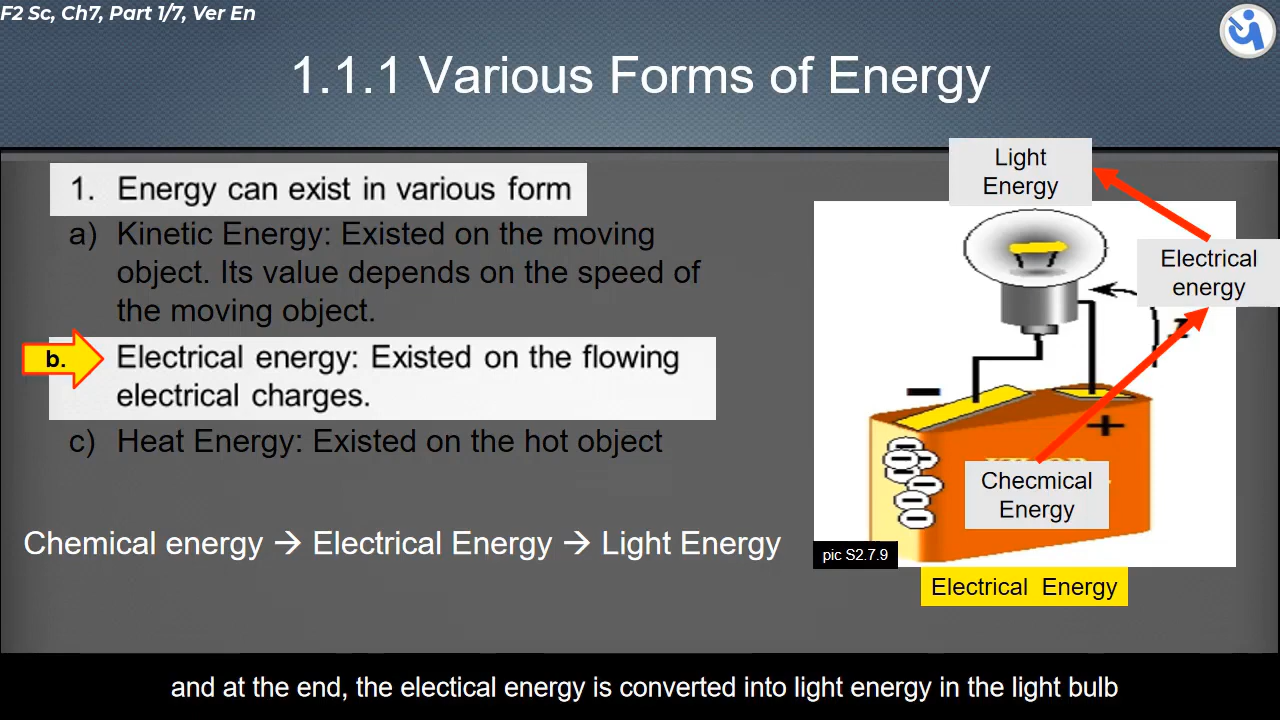 F2 Sc, Ch7, Part 1/7, Ver En
1.1.1 Various Forms of Energy
1. Energy can exist in various form
a) Kinetic Energy: Existed on the moving
object. Its value depends on the speed of
the moving object.
b. Electrical energy: Existed on the flowing
electrical charges.
c) Heat Energy: Existed on the hot object
Chemical energy → Electrical Energy → Light Energy
Light
Energy
Electrical
energy
−
+
Checmical
Energy
pic S2.7.9
Electrical Energy
and at the end, the electical energy is converted into light energy in the light bulb